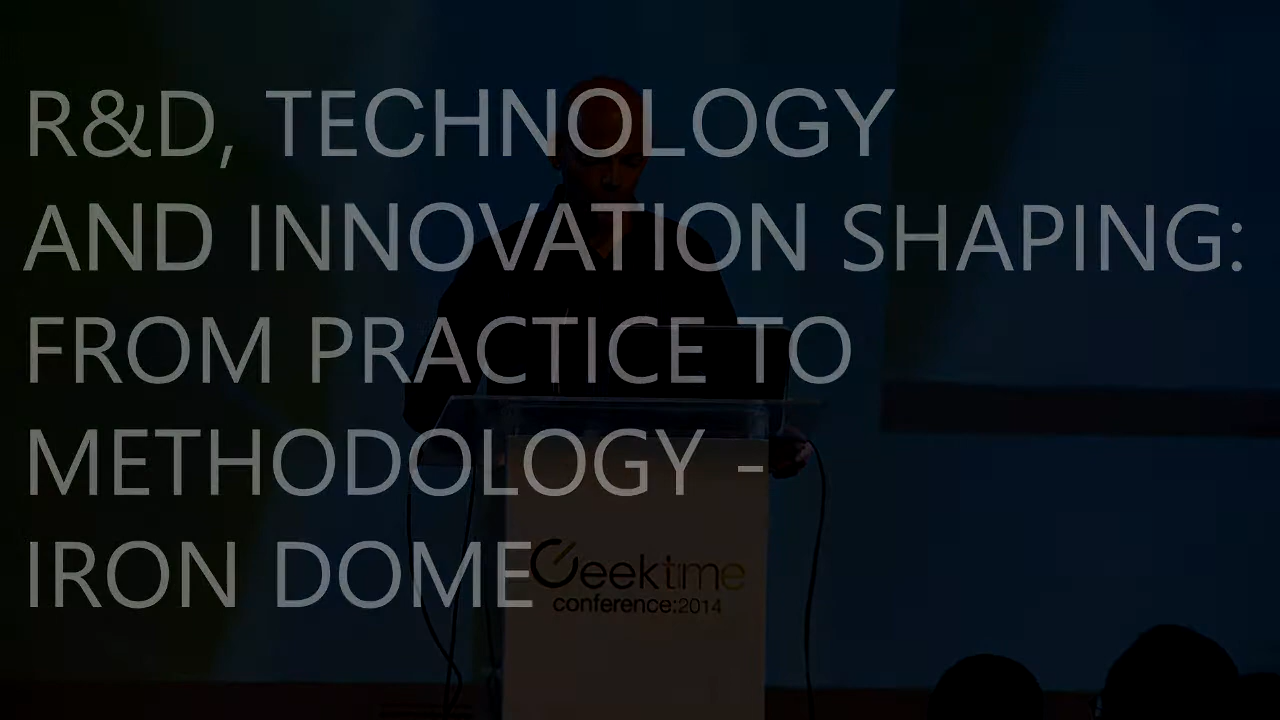 R&D, TECHNOLOGY
AND INNOVATION SHAPING:
FROM PRACTICE TO
METHODOLOGY -
IRON DOME
Geektime
conference:2014